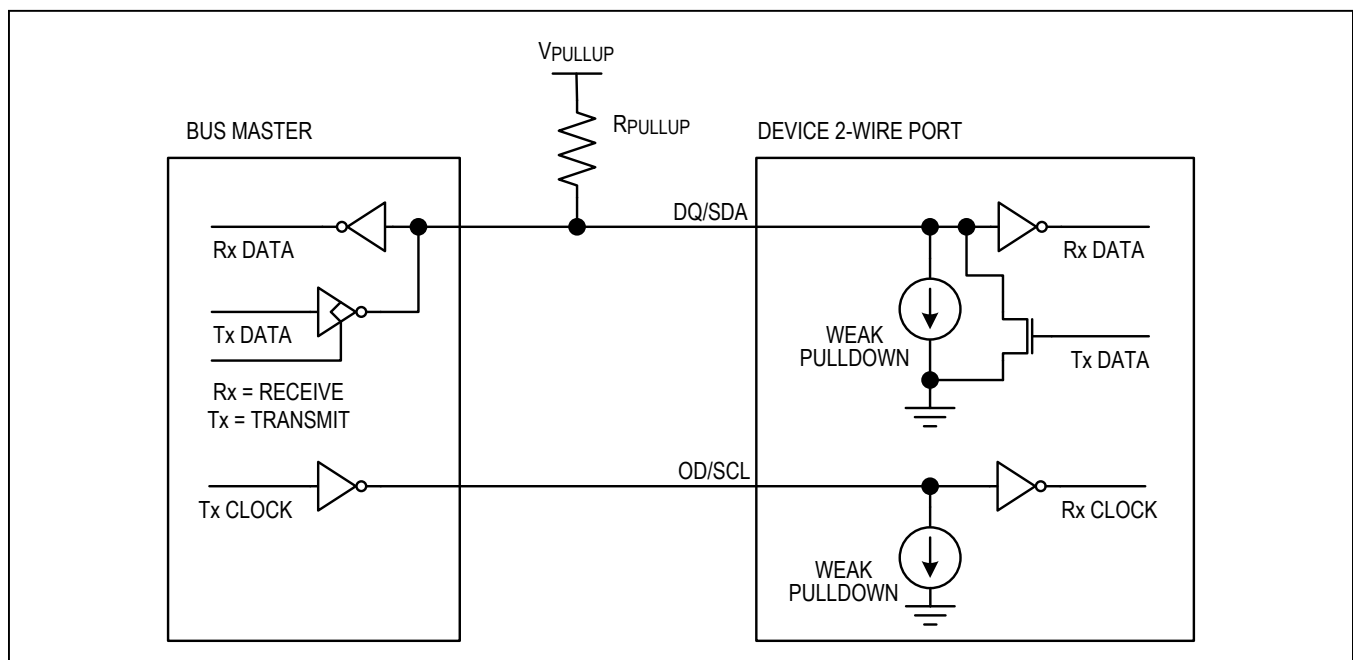 VPULLUP
BUS MASTER
RPULLUP
DEVICE 2-WIRE PORT
DQ/SDA
Rx DATA
Rx DATA
Tx DATA
WEAK
PULLDOWN
Tx DATA
Rx = RECEIVE
Tx = TRANSMIT
OD/SCL
Tx CLOCK
Rx CLOCK
WEAK
PULLDOWN